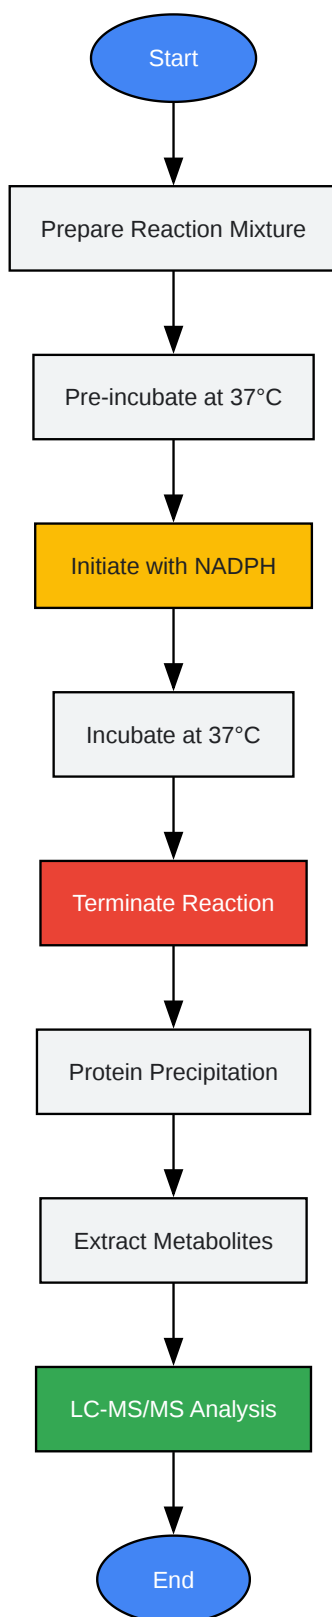 Start
Prepare Reaction Mixture
Pre-incubate at 37°C
Initiate with NADPH
Incubate at 37°C
Terminate Reaction
Protein Precipitation
Extract Metabolites
LC-MS/MS Analysis
End